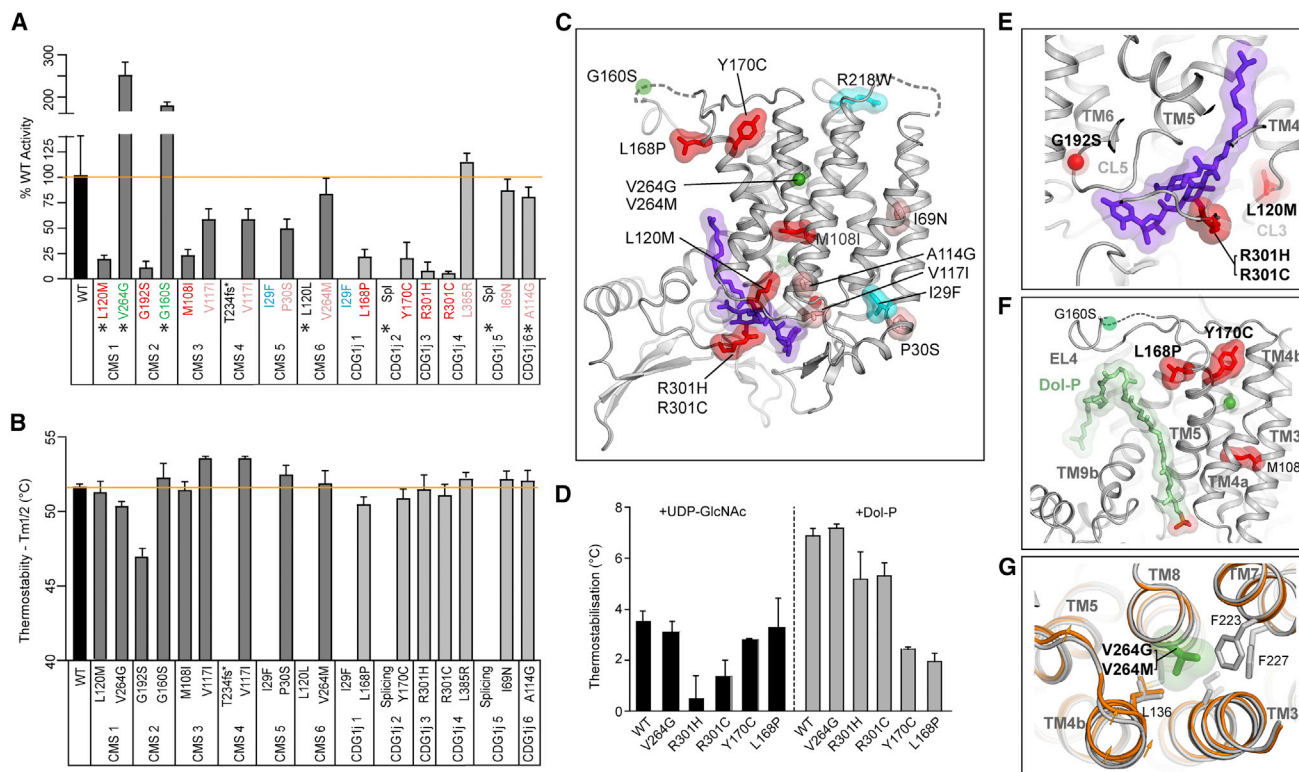 A
300
200
125
100
75
50
25
0
% WT Activity
WT
* L120M
* V264G
G192S
* G160S
M108I
V117I
T234fs*
V117I
I29F
P30S
* L120L
V264M
I29F
L168P
* Spl
Y170C
R301H
R301C
L385R
* Spl
I69N
* A114G
CMS 1
CMS 2
CMS 3
CMS 4
CMS 5
CMS 6
CDG1j 1
CDG1j 2
CDG1j 3
CDG1j 4
CDG1j 5
CDG1j 6
B
55
50
45
40
Thermostability - Tm1/2 (°C)
WT
L120M
V264G
G192S
G160S
M108I
V117I
T234fs*
V117I
I29F
P30S
L120L
V264M
I29F
L168P
Splicing
Y170C
R301H
R301C
L385R
Splicing
I69N
A114G
CMS 1
CMS 2
CMS 3
CMS 4
CMS 5
CMS 6
CDG1j 1
CDG1j 2
CDG1j 3
CDG1j 4
CDG1j 5
CDG1j 6
C
G160S
Y170C
R218W
L168P
V264G
V264M
I69N
L120M
M108I
A114G
V117I
I29F
P30S
R301H
R301C
D
+UDP-GlcNAc
+Dol-P
8
6
4
2
0
Thermostabilisation (°C)
WT
V264G
R301H
R301C
Y170C
L168P
WT
V264G
R301H
R301C
Y170C
L168P
E
TM6
TM5
TM4
G192S
CL5
L120M
CL3
R301H
R301C
F
G160S
Y170C
L168P
TM4b
EL4
Dol-P
TM5
TM3
M108I
TM9b
TM4a
G
TM8
TM7
TM5
F223
V264G
V264M
F227
L136
TM4b
TM3